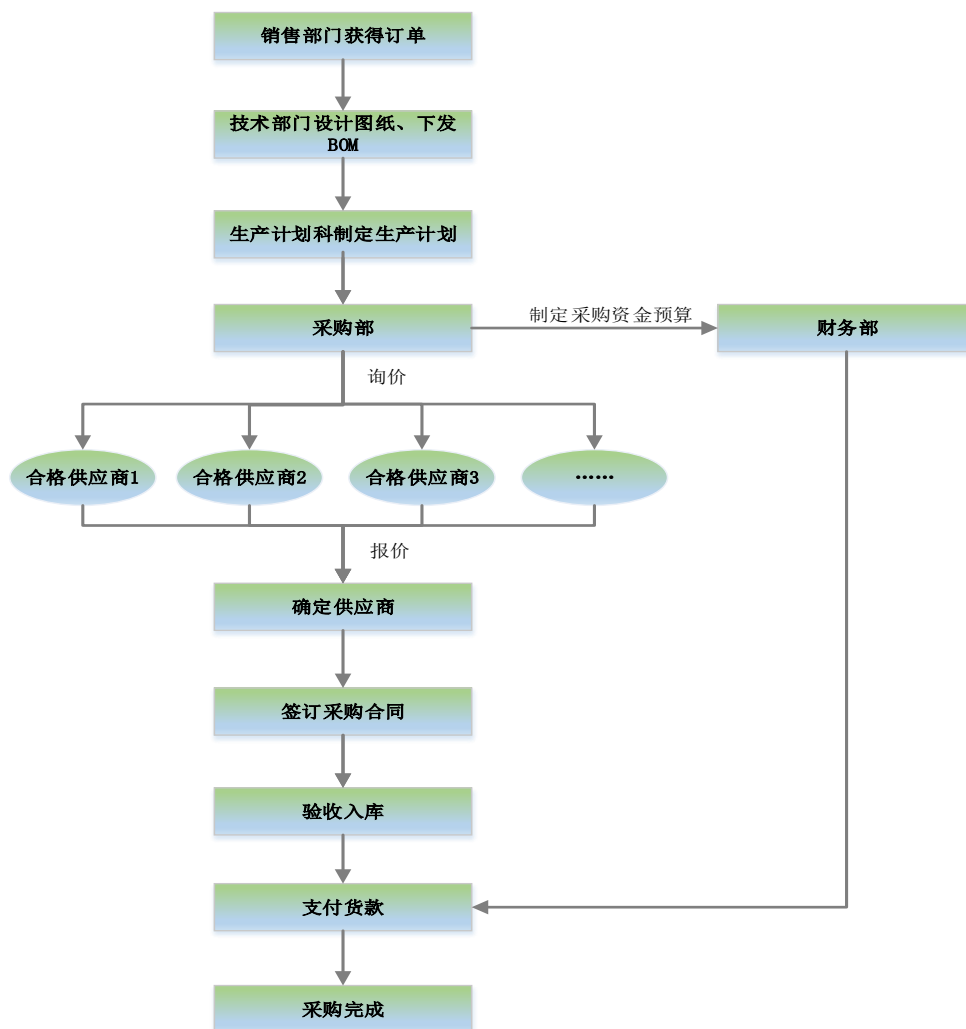 销售部门获得订单
技术部门设计图纸、下发
BOM
生产计划科制定生产计划
采购部
制定采购资金预算
财务部
询价
合格供应商1
合格供应商2
合格供应商3
……
报价
确定供应商
签订采购合同
验收入库
支付货款
采购完成